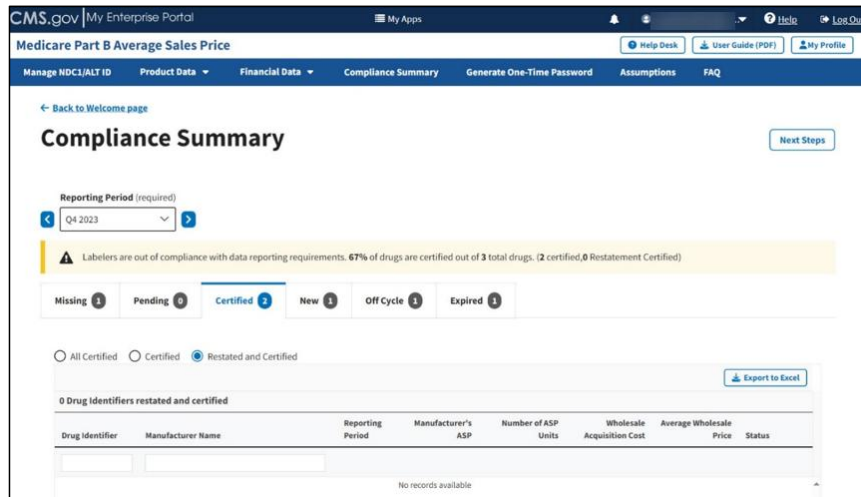 CMS.gov My Enterprise Portal
My Apps
Help
Log Ou
Medicare Part B Average Sales Price
Help Desk
User Guide (PDF)
My Profile
Manage NDC1/ALT ID
Product Data
Financial Data
Compliance Summary
Generate One-Time Password
Assumptions
FAQ
← Back to Welcome page
Compliance Summary
Next Steps
Reporting Period (required)
Q4 2023
Labelers are out of compliance with data reporting requirements. 67% of drugs are certified out of 3 total drugs. (2 certified,0 Restatement Certified)
Missing 1
Pending 0
Certified 2
New 1
Off Cycle 1
Expired 1
All Certified
Certified
Restated and Certified
Export to Excel
0 Drug Identifiers restated and certified
Drug Identifier
Manufacturer Name
Reporting Period
Manufacturer's ASP
Number of ASP Units
Wholesale Acquisition Cost
Average Wholesale Price
Status
No records available